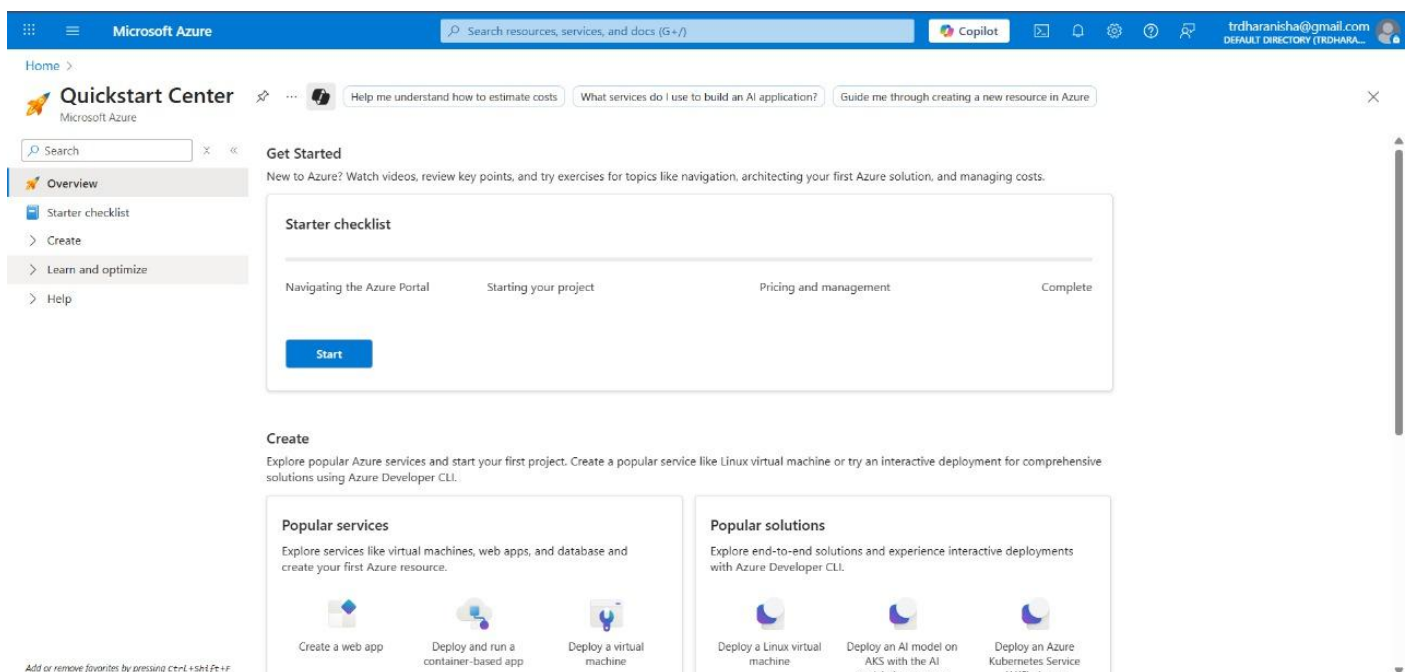 Microsoft Azure
Search resources, services, and docs (G+/)
Copilot
trdharanisha@gmail.com
DEFAULT DIRECTORY (TRDHARA...
Home >
Quickstart Center
Microsoft Azure
Help me understand how to estimate costs
What services do I use to build an AI application?
Guide me through creating a new resource in Azure
Search
Overview
Starter checklist
Create
Learn and optimize
Help
Get Started
New to Azure? Watch videos, review key points, and try exercises for topics like navigation, architecting your first Azure solution, and managing costs.
Starter checklist
Navigating the Azure Portal
Starting your project
Pricing and management
Complete
Start
Create
Explore popular Azure services and start your first project. Create a popular service like Linux virtual machine or try an interactive deployment for comprehensive
solutions using Azure Developer CLI.
Popular services
Explore services like virtual machines, web apps, and database and
create your first Azure resource.
Create a web app
Deploy and run a
container-based app
Deploy a virtual
machine
Popular solutions
Explore end-to-end solutions and experience interactive deployments
with Azure Developer CLI.
Deploy a Linux virtual
machine
Deploy an AI model on
AKS with the AI
Deploy an Azure
Kubernetes Service
Add or remove favorites by pressing Ctrl+Shift+F